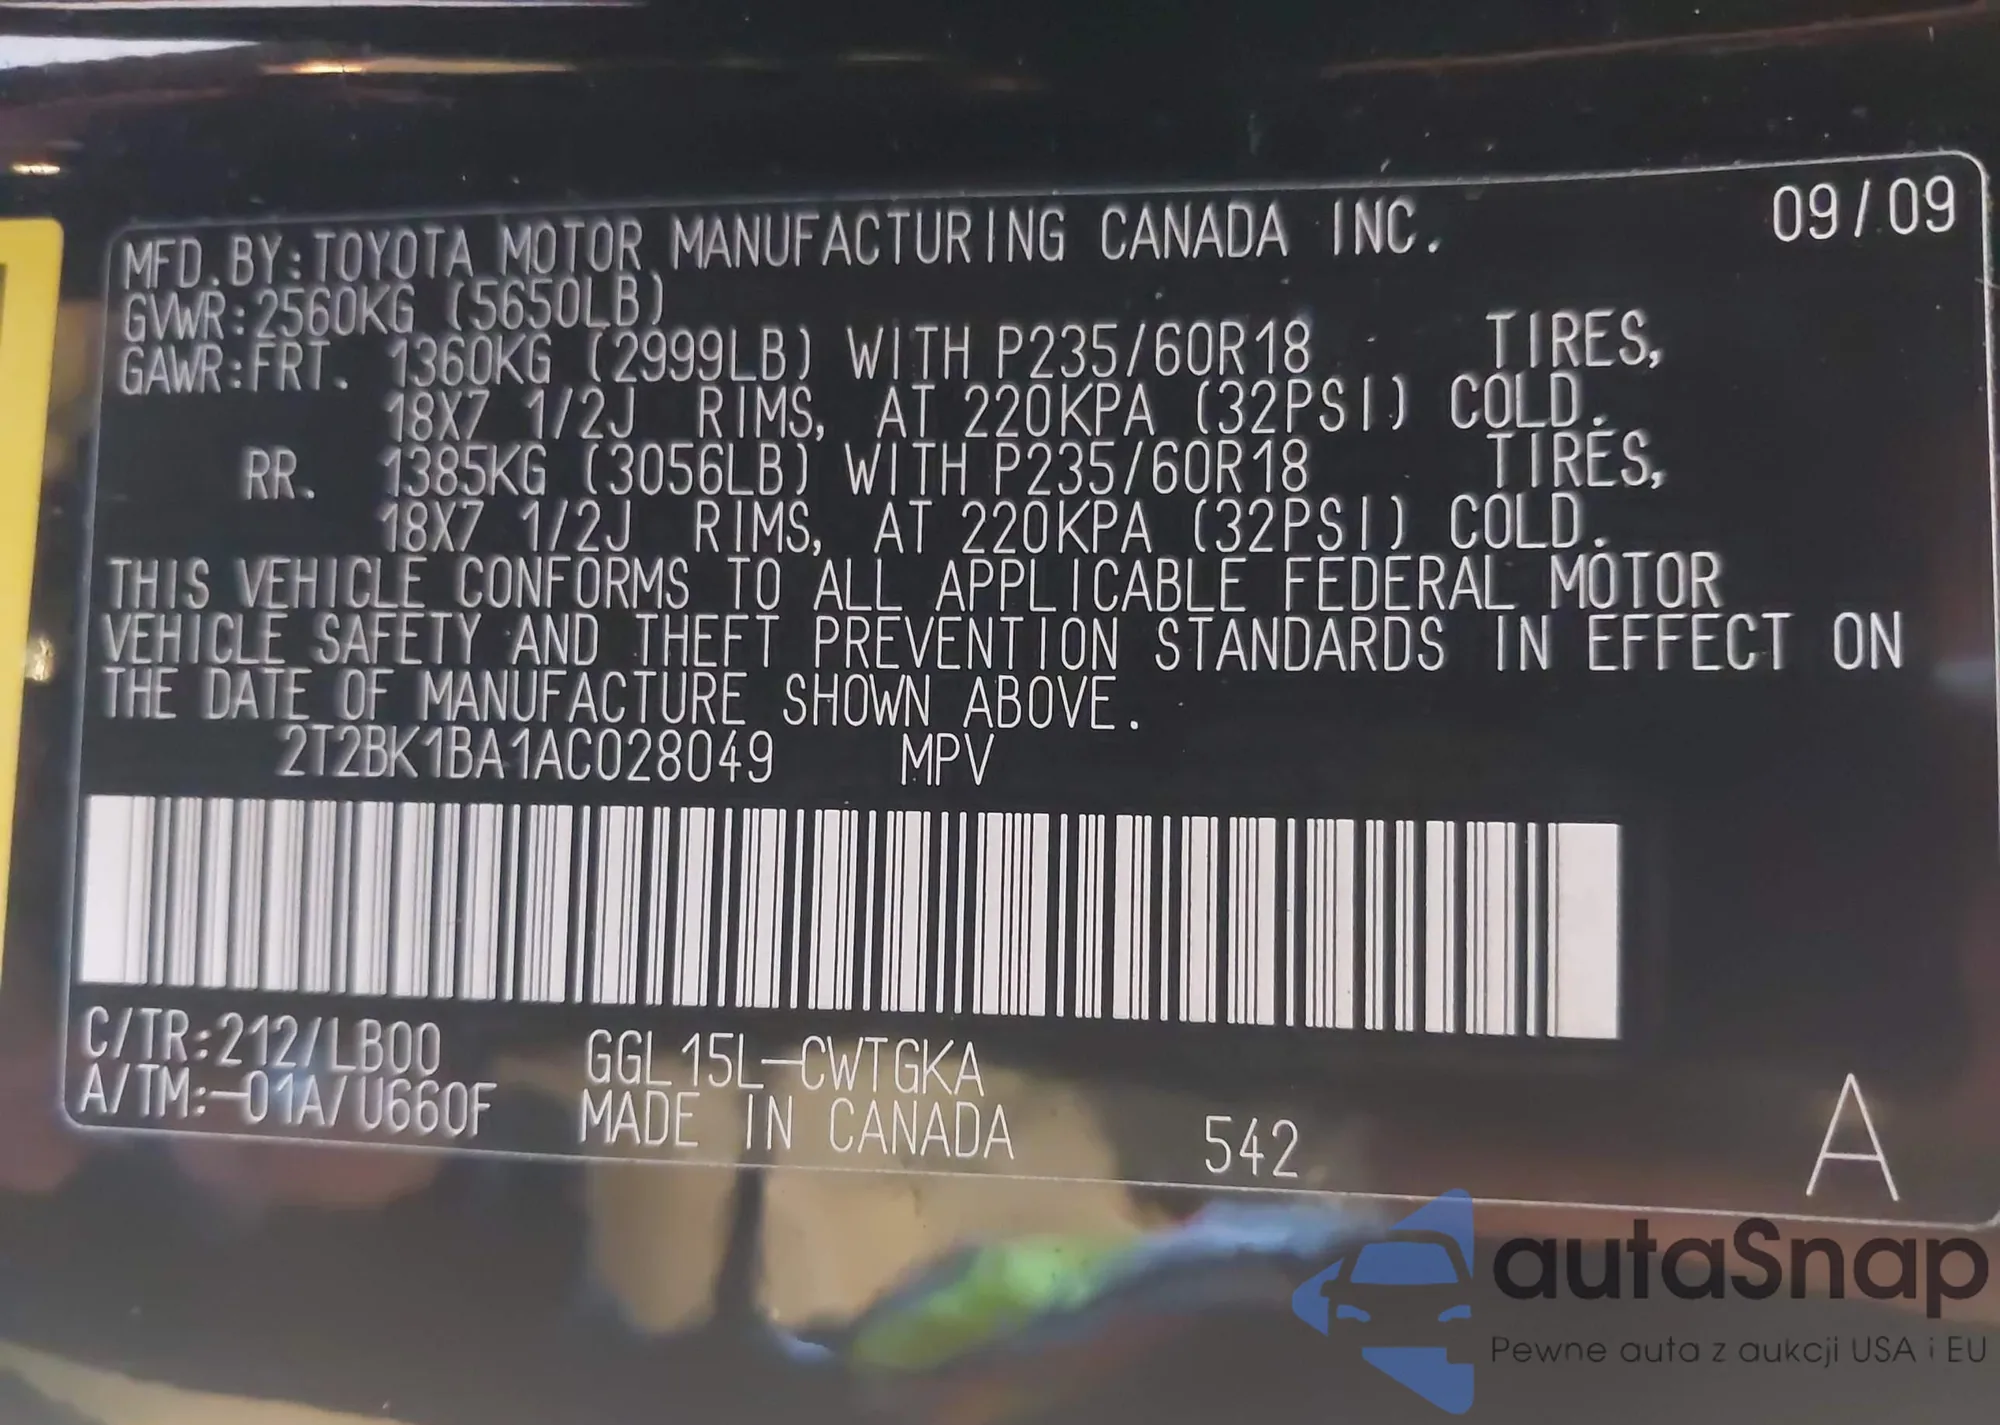 MFD. BY: TOYOTA MOTOR MANUFACTURING CANADA INC. 09/09
GVWR: 2560KG (5650LB)
GAWR: FRT. 1360KG (2999LB) WITH P235/60R18 TIRES,
18X7 1/2J RIMS, AT 220KPA (32PSI) COLD.
RR. 1385KG (3056LB) WITH P235/60R18 TIRES,
18X7 1/2J RIMS, AT 220KPA (32PSI) COLD.
THIS VEHICLE CONFORMS TO ALL APPLICABLE FEDERAL MOTOR
VEHICLE SAFETY AND THEFT PREVENTION STANDARDS IN EFFECT ON
THE DATE OF MANUFACTURE SHOWN ABOVE.
2T2BK1BA1AC028049 MPV
C/TR: 212/LB00 GGL15L-CWTGKA
A/TM: -01A/U660F MADE IN CANADA 542 A
autaSnap
Pewne auta z aukcji USA i EU